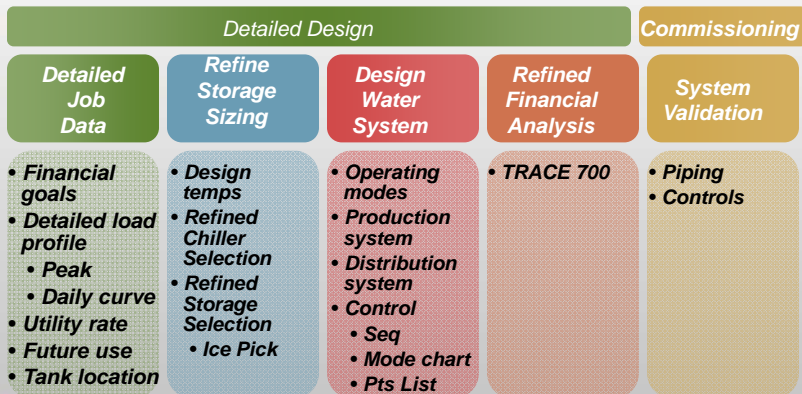 Detailed Design
Commissioning
Detailed
Job
Data
Refine
Storage
Sizing
Design
Water
System
Refined
Financial
Analysis
System
Validation
• Financial
goals
• Detailed load
profile
• Peak
• Daily curve
• Utility rate
• Future use
• Tank location
• Design
temps
• Refined
Chiller
Selection
• Refined
Storage
Selection
• Ice Pick
• Operating
modes
• Production
system
• Distribution
system
• Control
• Seq
• Mode chart
• Pts List
• TRACE 700
• Piping
• Controls